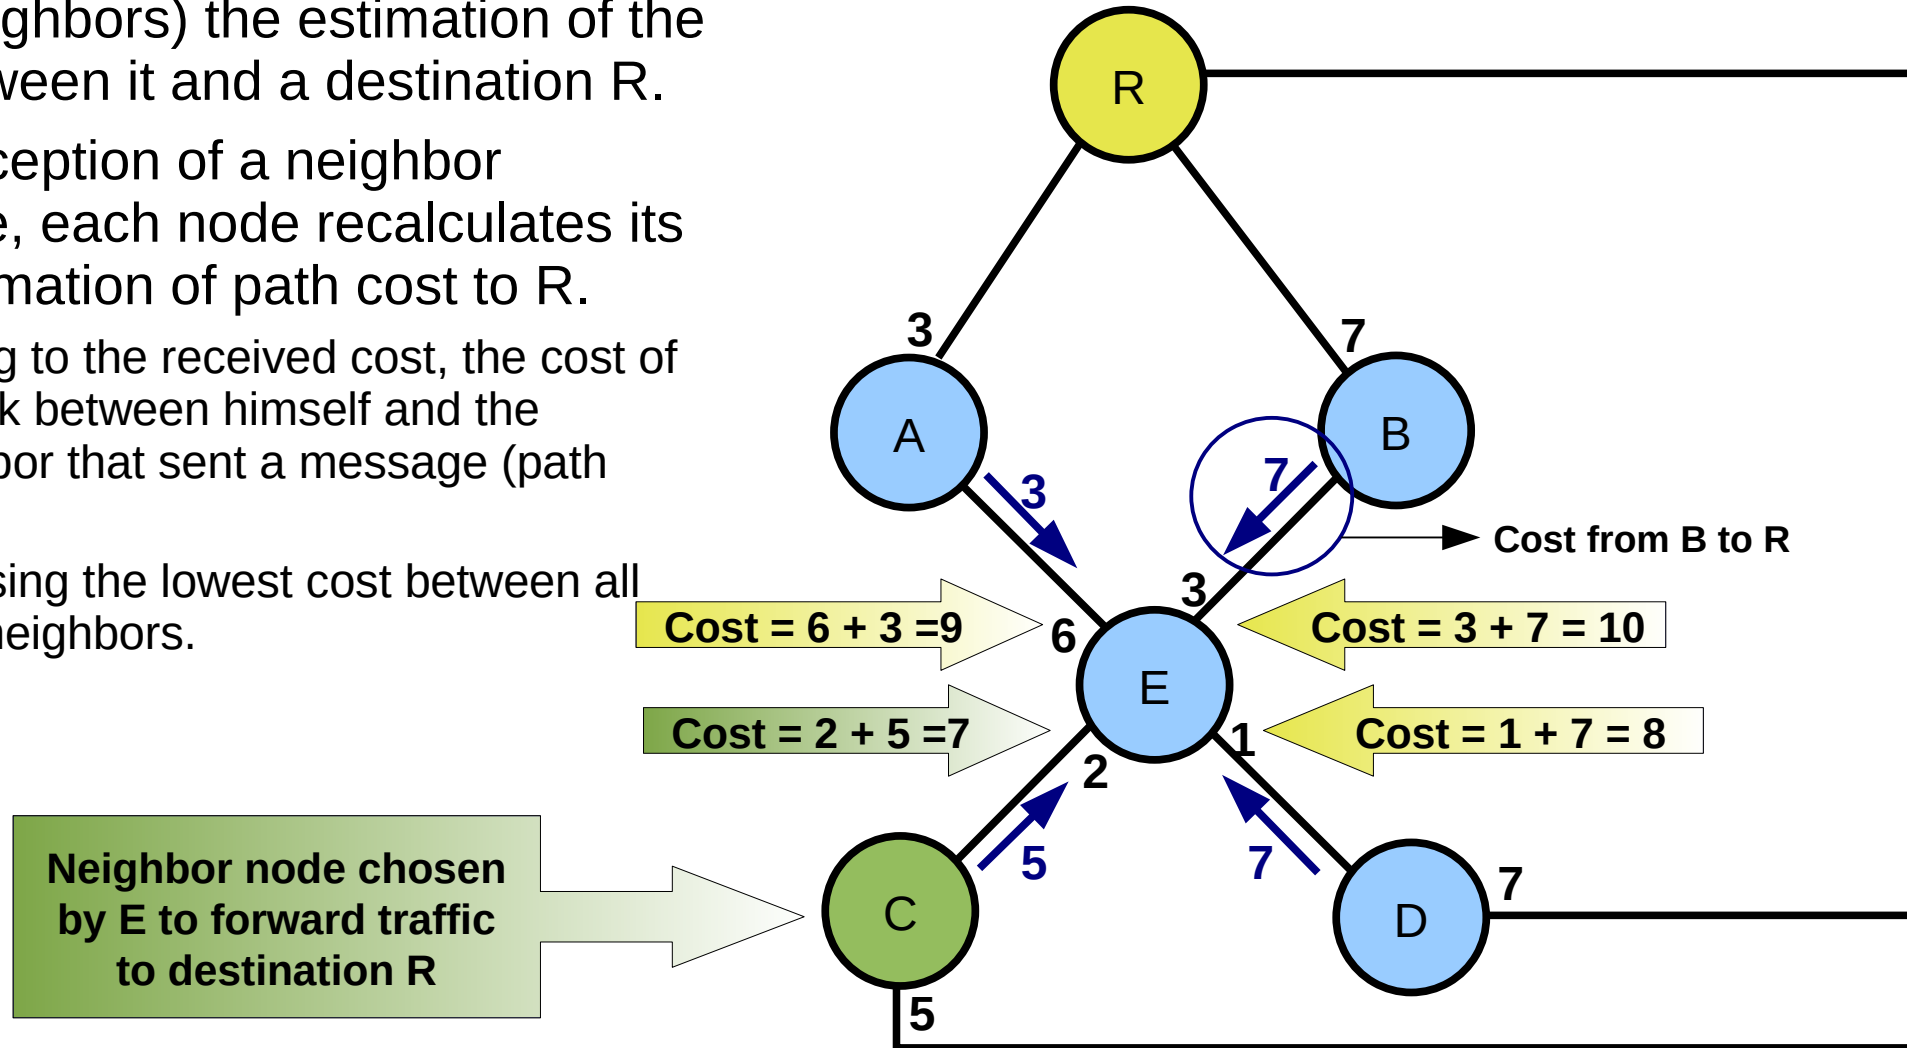 ghbors) the estimation of the
ween it and a destination R.
ception of a neighbor
e, each node recalculates its
mation of path cost to R.
g to the received cost, the cost of
k between himself and the
bor that sent a message (path
sing the lowest cost between all
neighbors.
R
3
7
A
B
3
7
Cost from B to R
3
Cost = 6 + 3 =9
6
Cost = 3 + 7 = 10
E
Cost = 2 + 5 =7
1
Cost = 1 + 7 = 8
2
Neighbor node chosen
by E to forward traffic
to destination R
5
7
7
C
D
5